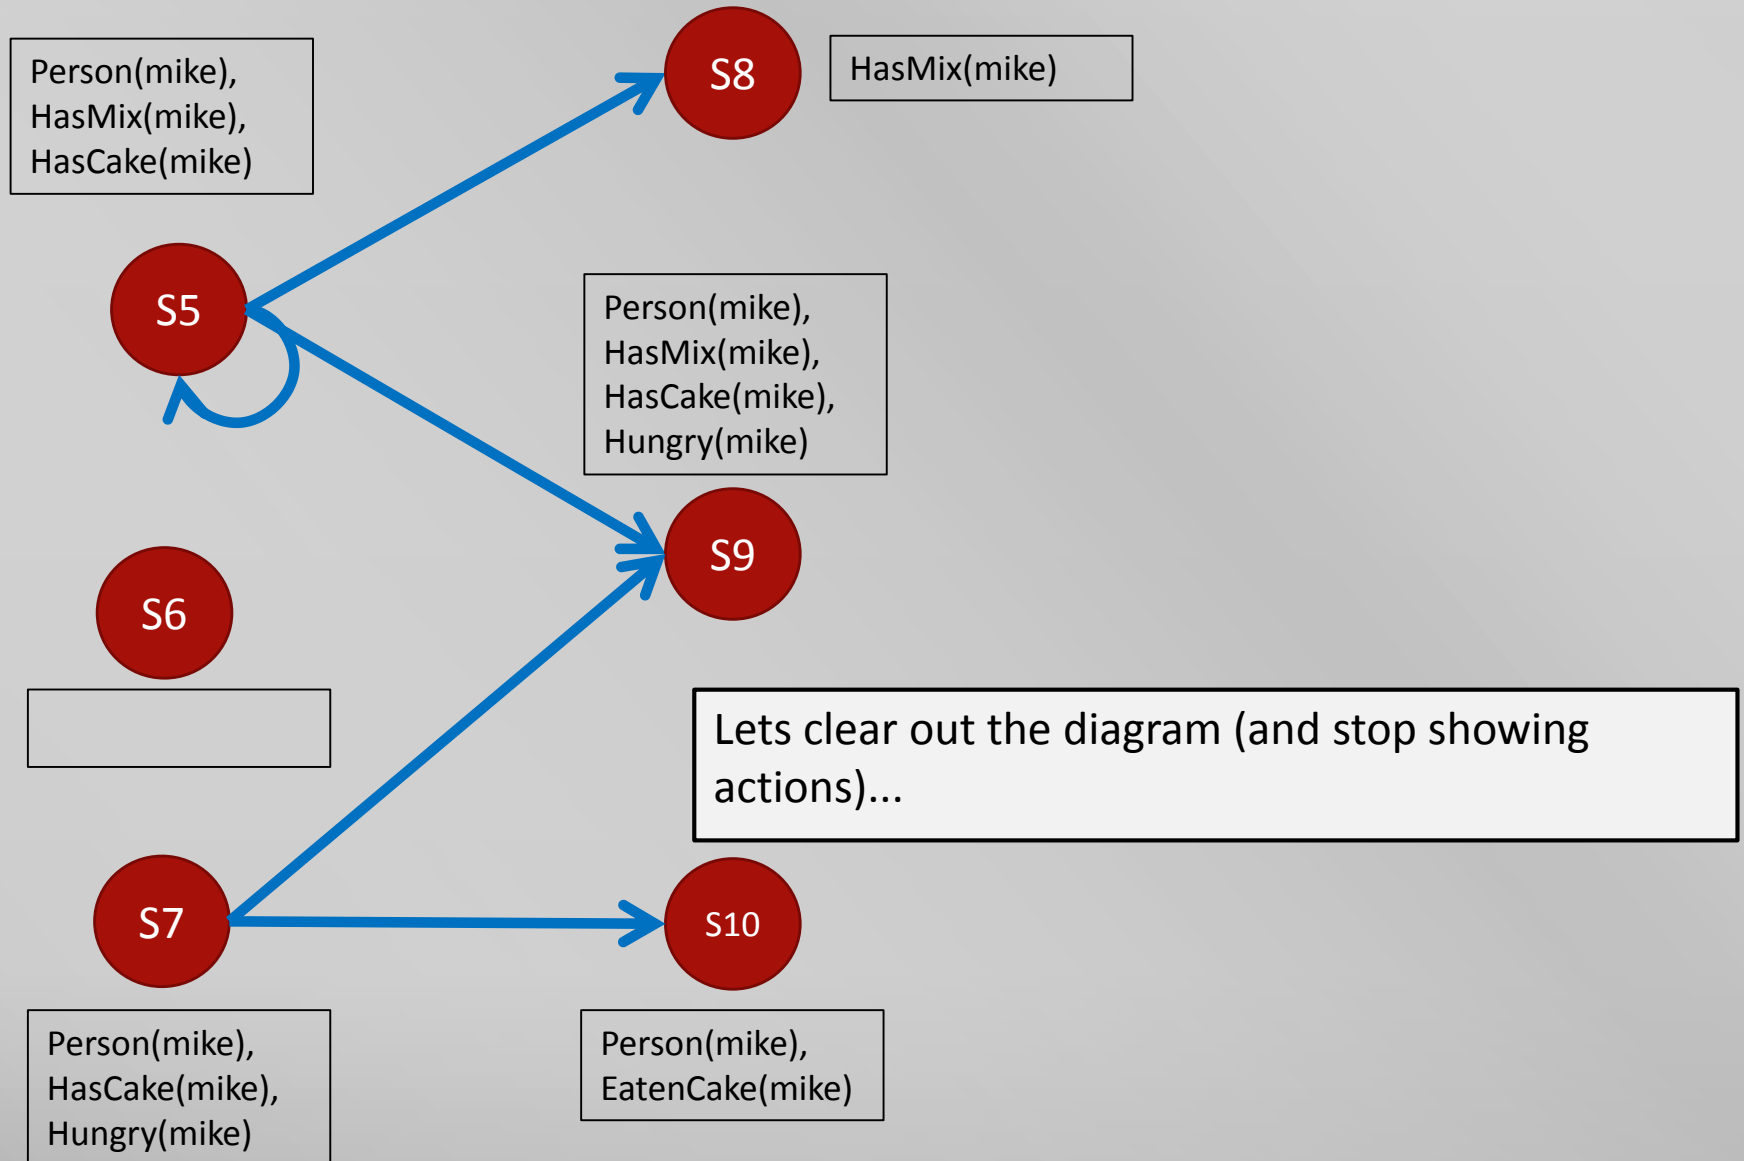 Person(mike),
HasMix(mike),
HasCake(mike)
S8
HasMix(mike)
S5
Person(mike),
HasMix(mike),
HasCake(mike),
Hungry(mike)
S9
S6
Lets clear out the diagram (and stop showing
actions)...
S7
S10
Person(mike),
HasCake(mike),
Hungry(mike)
Person(mike),
EatenCake(mike)